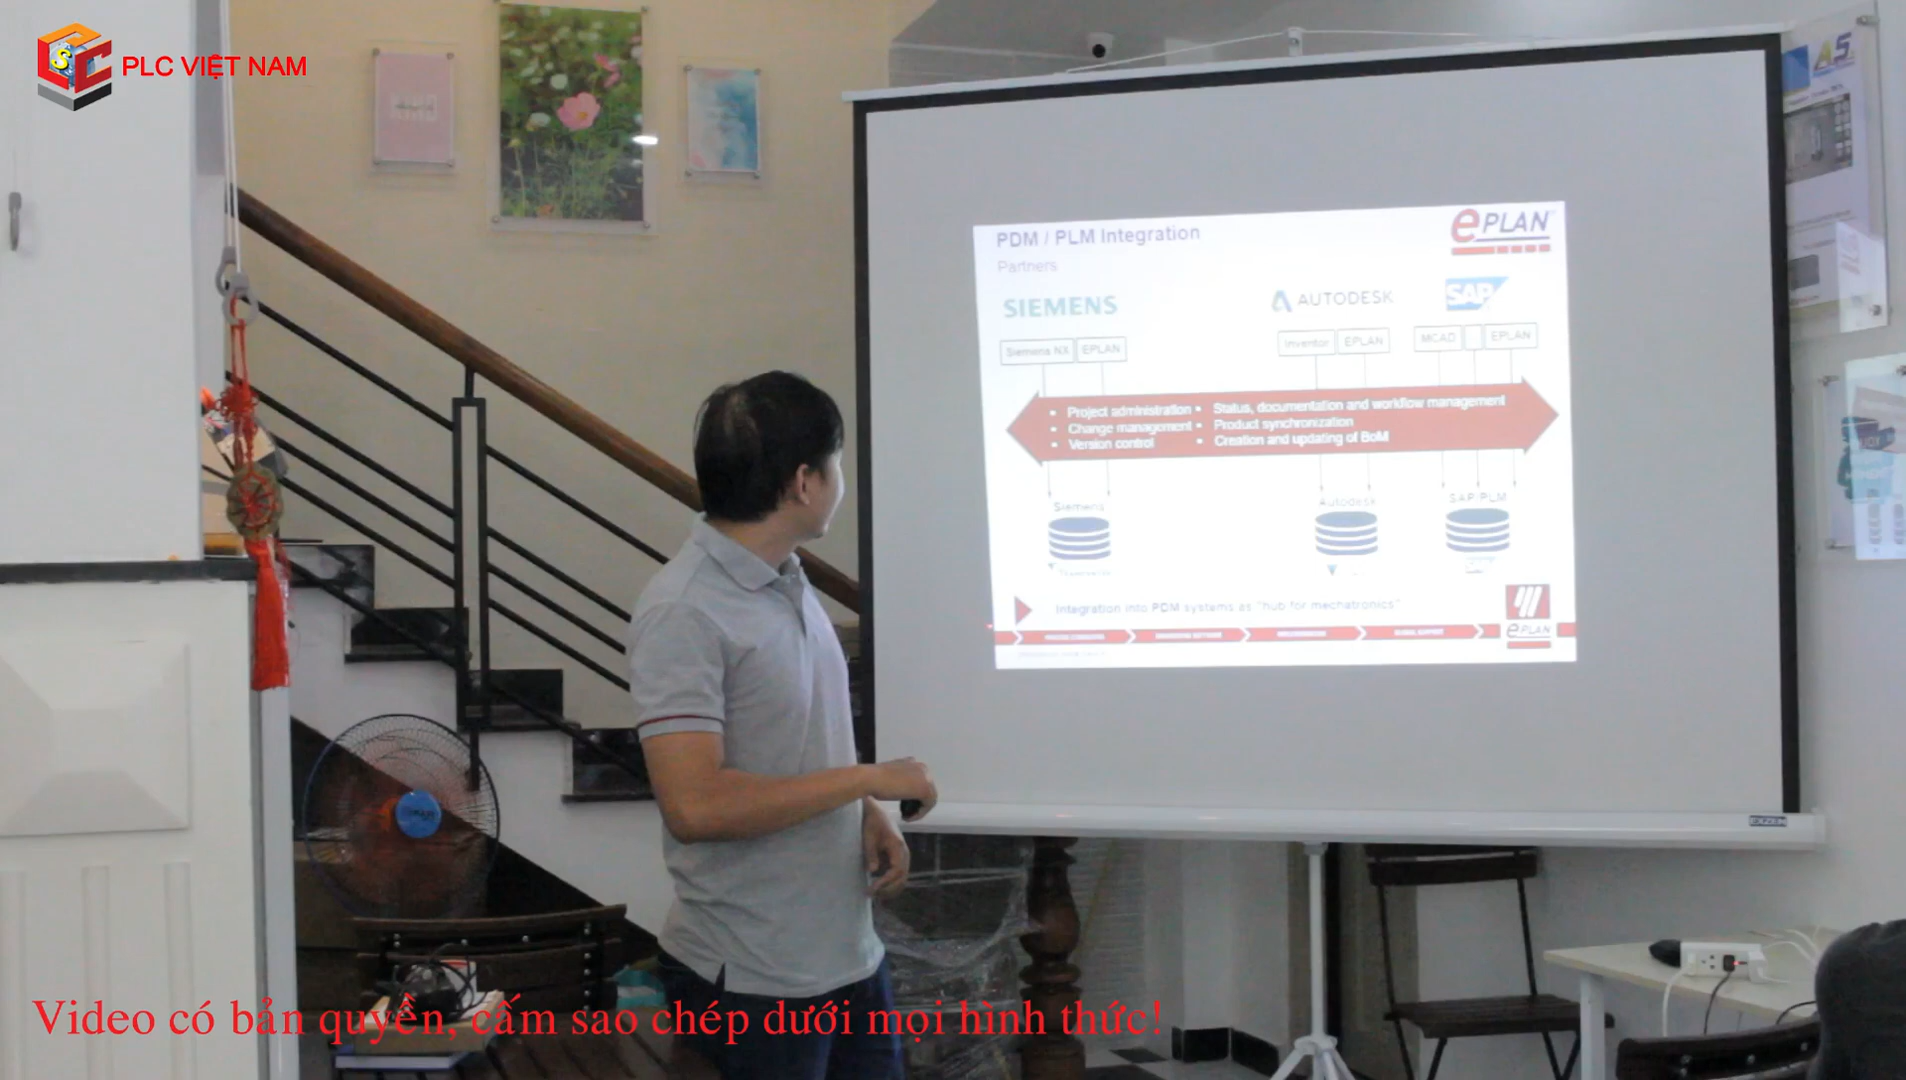 PLC VIỆT NAM
PDM / PLM Integration
ePLAN
Partners
SIEMENS
AUTODESK
SAP
Siemens NX
EPLAN
Inventor
EPLAN
MCAD
EPLAN
• Project administration
• Change management
• Version control
• Status, documentation and workflow management
• Product synchronization
• Creation and updating of BoM
Siemens
Autodesk
SAP/PLM
Integration into PDM systems as "hub for mechatronics"
GLOBAL SUPPORT
ePLAN
Video có bản quyền, cấm sao chép dưới mọi hình thức!